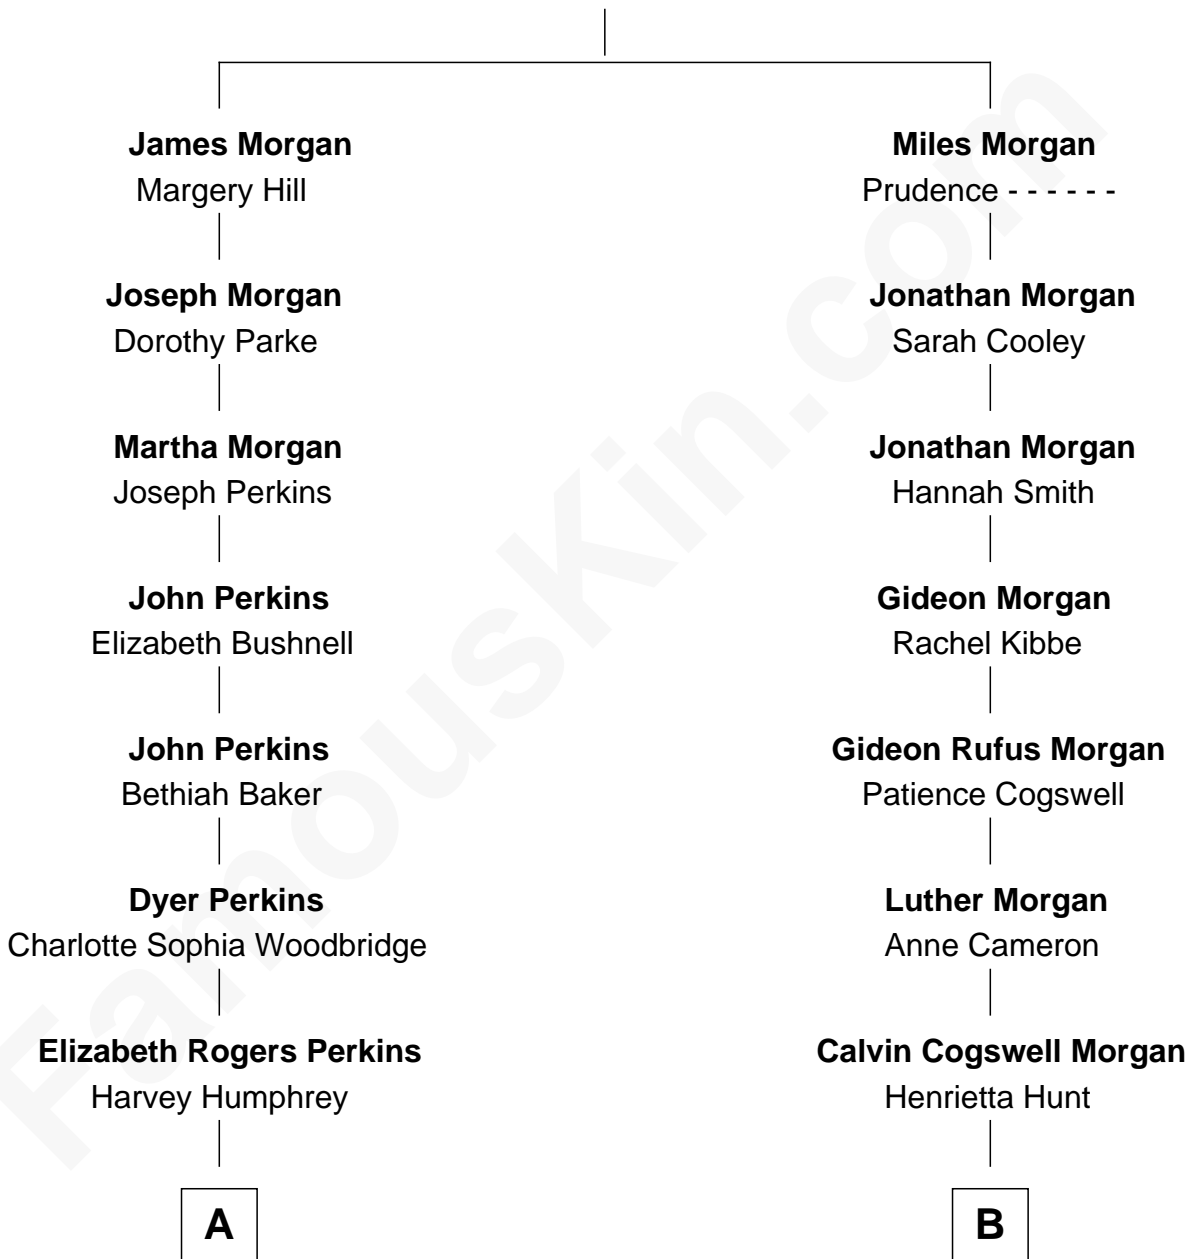 James Morgan
Margery Hill
Joseph Morgan
Dorothy Parke
Martha Morgan
Joseph Perkins
John Perkins
Elizabeth Bushnell
John Perkins
Bethiah Baker
Dyer Perkins
Charlotte Sophia Woodbridge
Elizabeth Rogers Perkins
Harvey Humphrey
A
Miles Morgan
Prudence - - - - - -
Jonathan Morgan
Sarah Cooley
Jonathan Morgan
Hannah Smith
Gideon Morgan
Rachel Kibbe
Gideon Rufus Morgan
Patience Cogswell
Luther Morgan
Anne Cameron
Calvin Cogswell Morgan
Henrietta Hunt
B
FamousKin.com